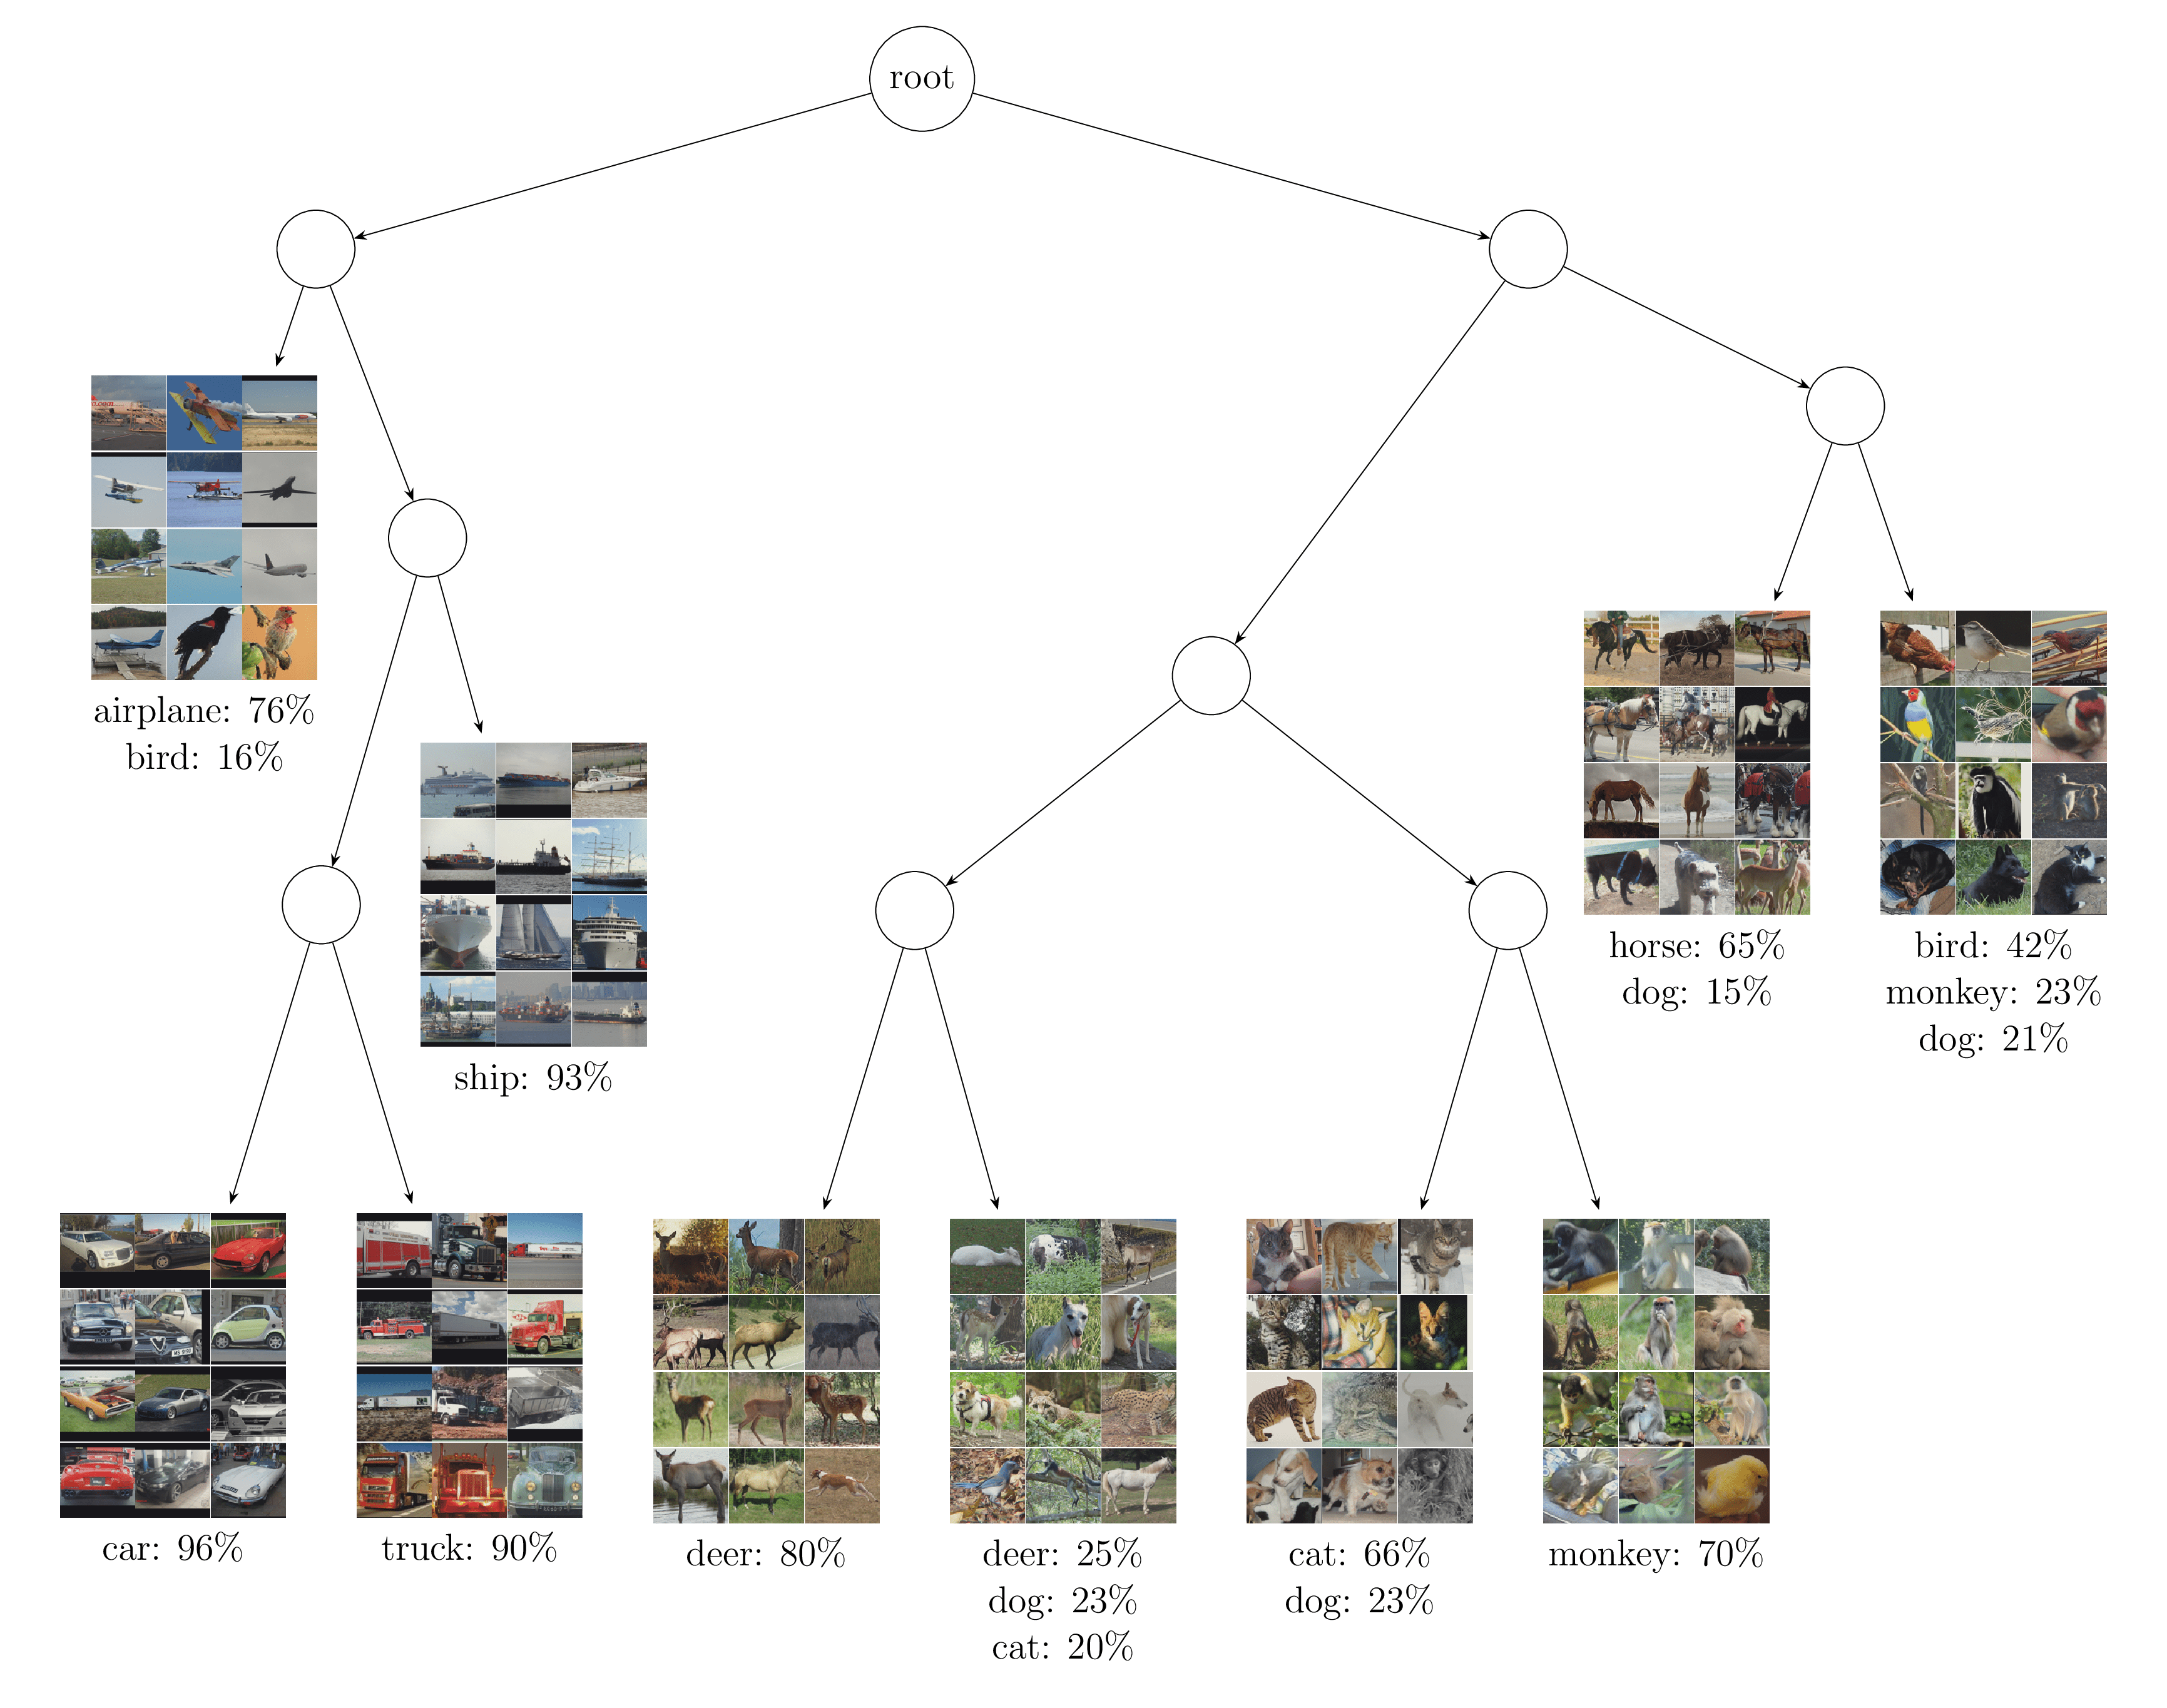 root
airplane: 76%
bird: 16%
ship: 93%
horse: 65%
dog: 15%
bird: 42%
monkey: 23%
dog: 21%
car: 96%
truck: 90%
deer: 80%
deer: 25%
dog: 23%
cat: 20%
cat: 66%
dog: 23%
monkey: 70%